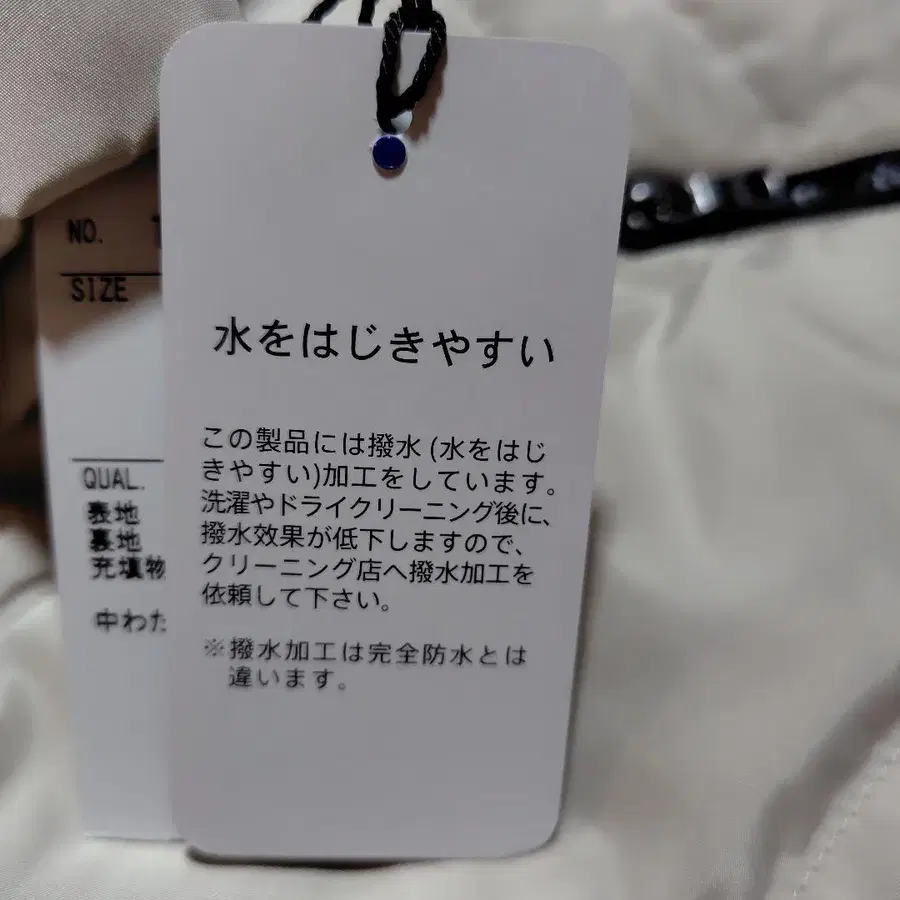 水をはじきやすい
この製品には撥水 (水をはじ
きやすい)加工をしています。
洗濯やドライクリーニング後に、
撥水効果が低下しますので、
クリーニング店へ撥水加工を
依頼して下さい。
※撥水加工は完全防水とは
違います。
NO.
SIZE
QUAL.
表地
裏地
充填物
中わた